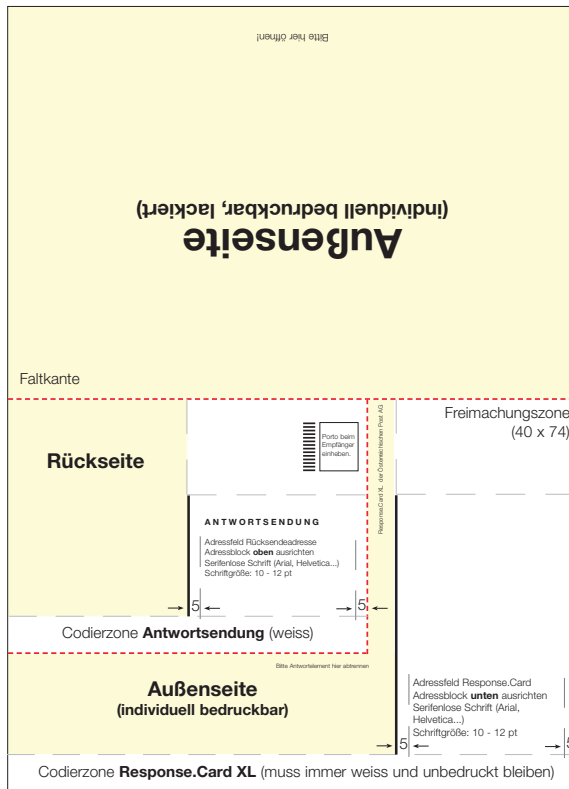 Bitte hier öffnen!
Außenseite
(individuell bedruckbar, lackiert)
Faltkante
Rückseite
Porto beim
Empfänger
einheben.
Response.Card XL der Österreichischen Post AG
Freimachungszone
(40 x 74)
ANTWORTSENDUNG
Adressfeld Rücksendeadresse
Adressblock oben ausrichten
Serifenlose Schrift (Arial, Helvetica...)
Schriftgröße: 10 - 12 pt
5
5
Codierzone Antwortsendung (weiss)
Bitte Antwortelement hier abtrennen
Außenseite
(individuell bedruckbar)
Adressfeld Response.Card
Adressblock unten ausrichten
Serifenlose Schrift (Arial,
Helvetica...)
Schriftgröße: 10 - 12 pt
5
5
Codierzone Response.Card XL (muss immer weiss und unbedruckt bleiben)